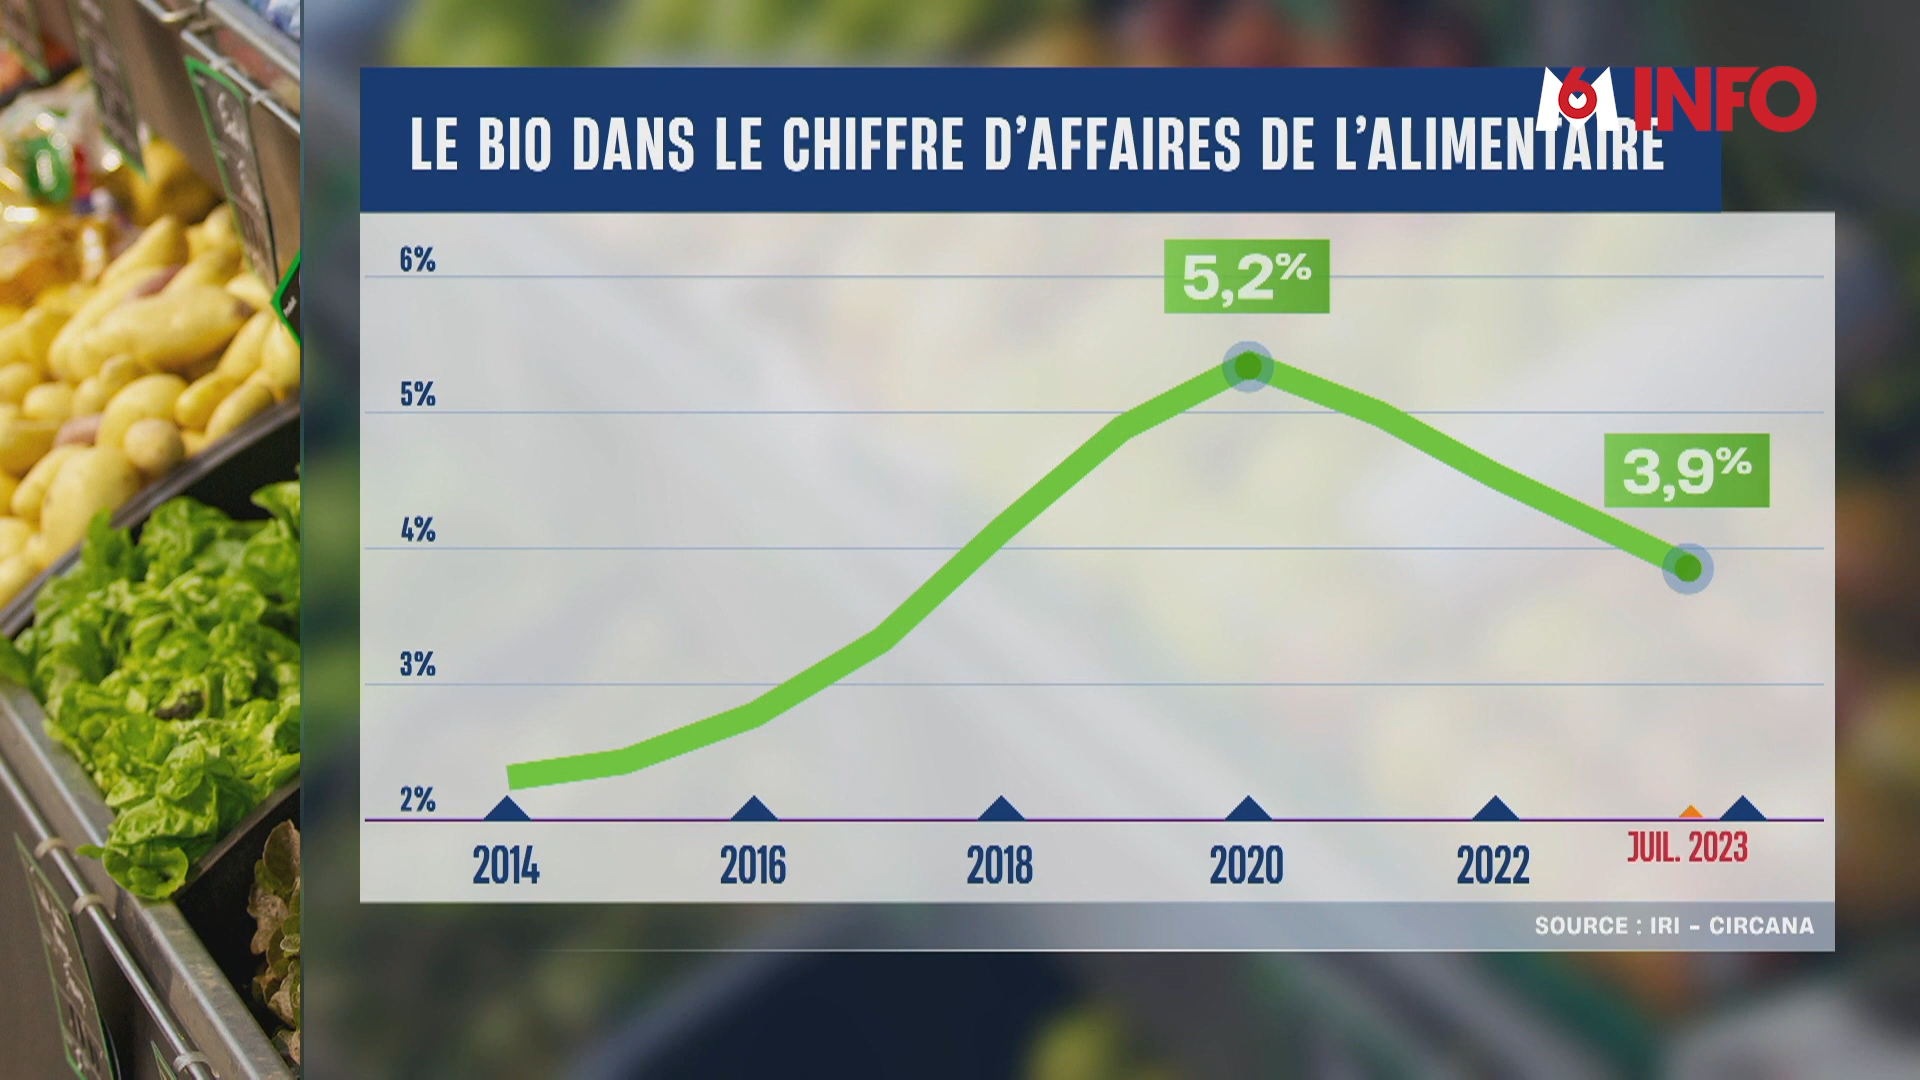 M6 INFO
LE BIO DANS LE CHIFFRE D'AFFAIRES DE L'ALIMENTAIRE
6%
5,2%
5%
3,9%
4%
3%
2%
2014 2016 2018 2020 2022 JUIL. 2023
SOURCE : IRI - CIRCANA